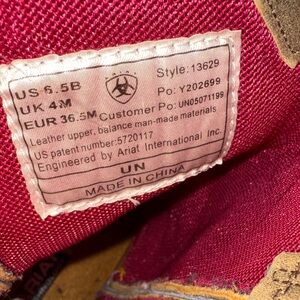 US 6.5B
Style: 13629
UK 4M
Po: Y202699
EUR 36.5M
Customer Po: UN05071199
Leather upper, balance man-made materials
US patent number: 5720117
Engineered by Ariat International Inc.
UN
MADE IN CHINA